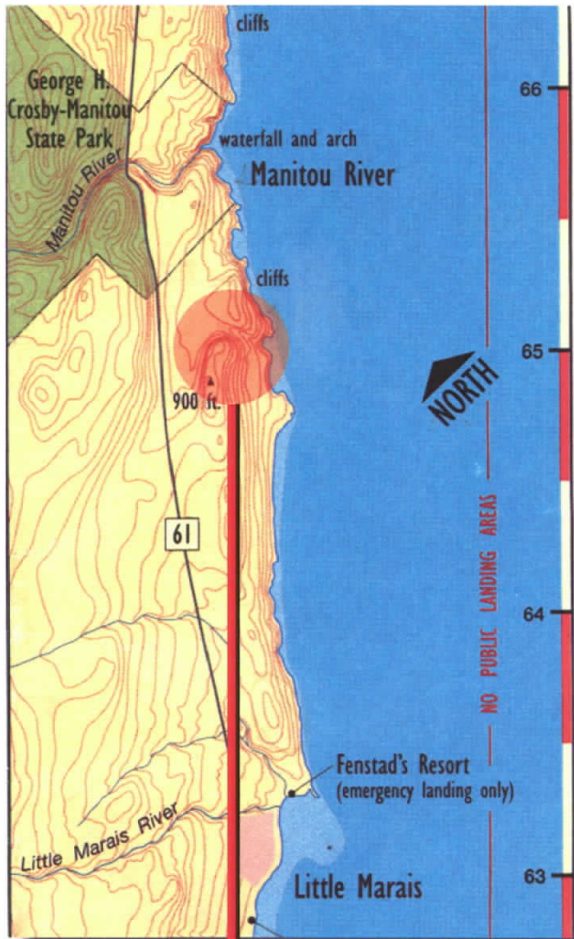 cliffs
George H.
Crosby-Manitou
State Park
66
waterfall and arch
Manitou River
Manitou River
cliffs
65
NORTH
900 ft.
61
NO PUBLIC LANDING AREAS
64
Fenstad's Resort
(emergency landing only)
Little Marais River
Little Marais
63